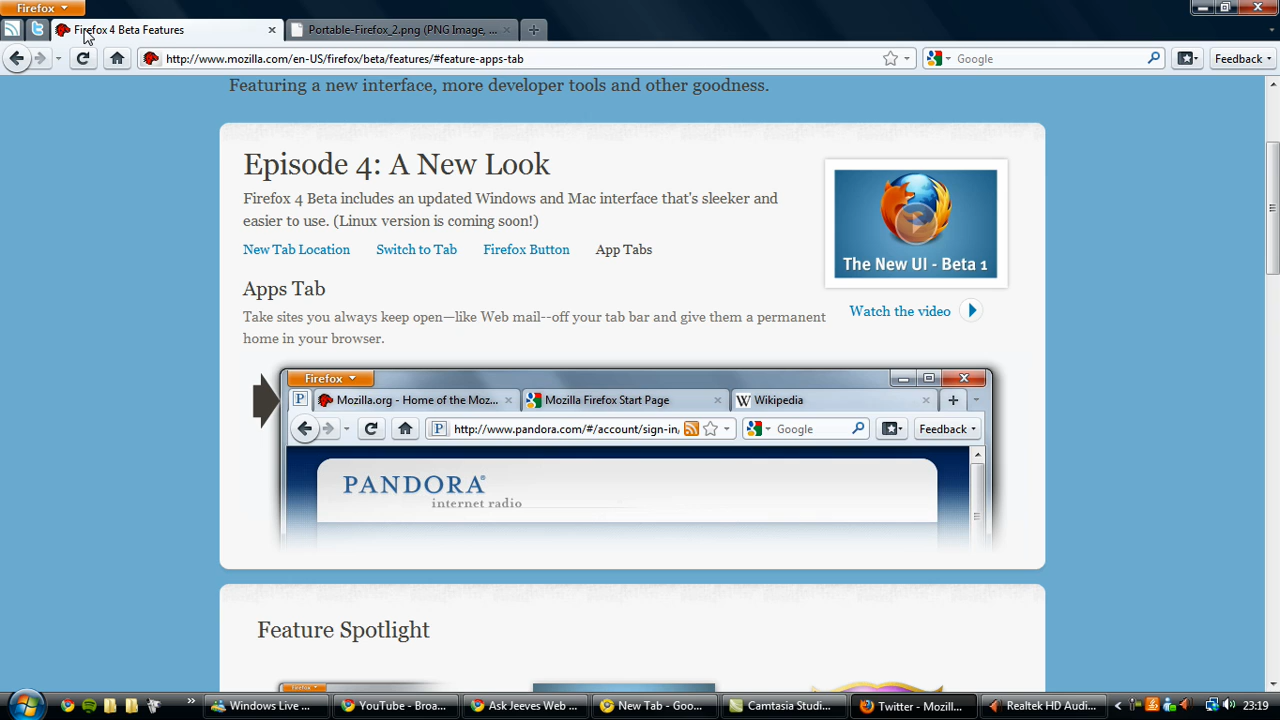 Firefox
Firefox 4 Beta Features
Portable-Firefox_2.png (PNG Image, ...
http://www.mozilla.com/en-US/firefox/beta/features/#feature-apps-tab
Google
Feedback
Featuring a new interface, more developer tools and other goodness.
Episode 4: A New Look
Firefox 4 Beta includes an updated Windows and Mac interface that's sleeker and
easier to use. (Linux version is coming soon!)
New Tab Location
Switch to Tab
Firefox Button
App Tabs
The New UI - Beta 1
Watch the video
Apps Tab
Take sites you always keep open—like Web mail--off your tab bar and give them a permanent
home in your browser.
Firefox
P
Mozilla.org - Home of the Moz...
Mozilla Firefox Start Page
W
Wikipedia
P
http://www.pandora.com/#/account/sign-in/
Google
Feedback
PANDORA®
internet radio
Feature Spotlight
Firefox
Windows Live ...
YouTube - Broa...
Ask Jeeves Web ...
New Tab - Goo...
Camtasia Studi...
Twitter - Mozilla...
Realtek HD Audi...
23:19